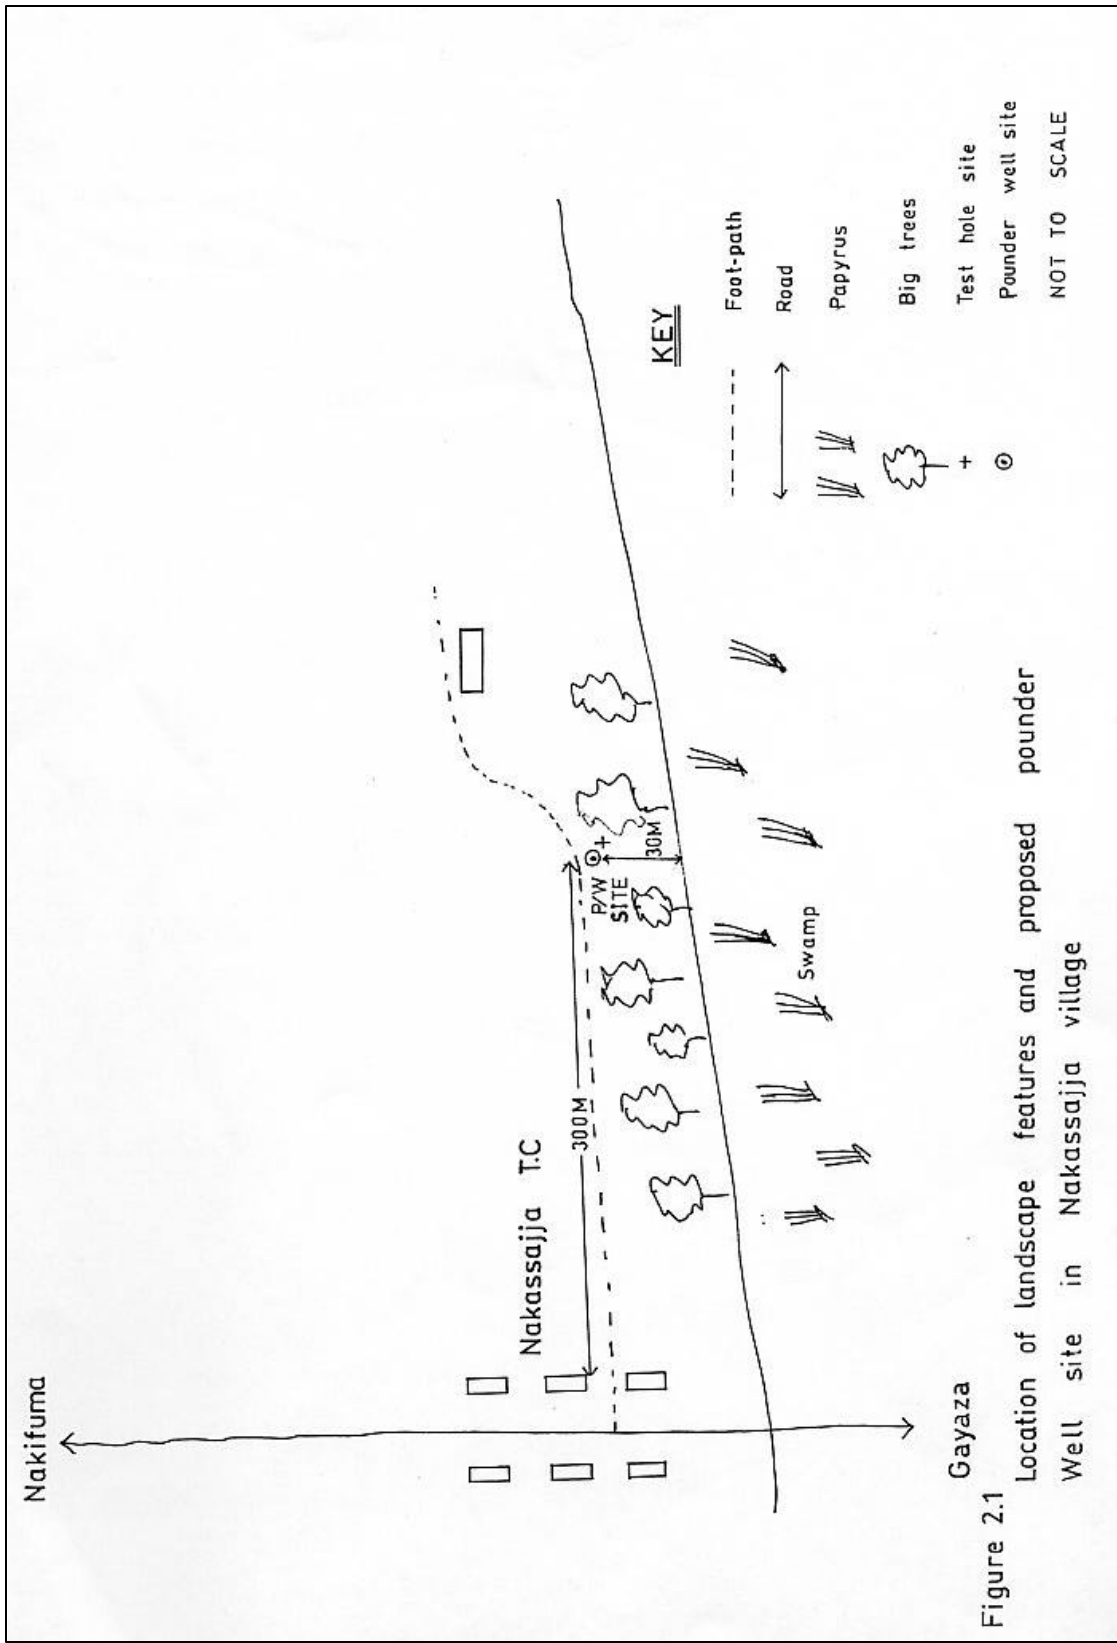 Nakifuma
Nakassajja T.C
300M
P/W
SITE
30M
Swamp
KEY
Foot-path
Road
Papyrus
Big trees
Test hole site
Pounder well site
NOT TO SCALE
Gayaza
Figure 2.1
Location of landscape features and proposed pounder
Well site in Nakassajja village